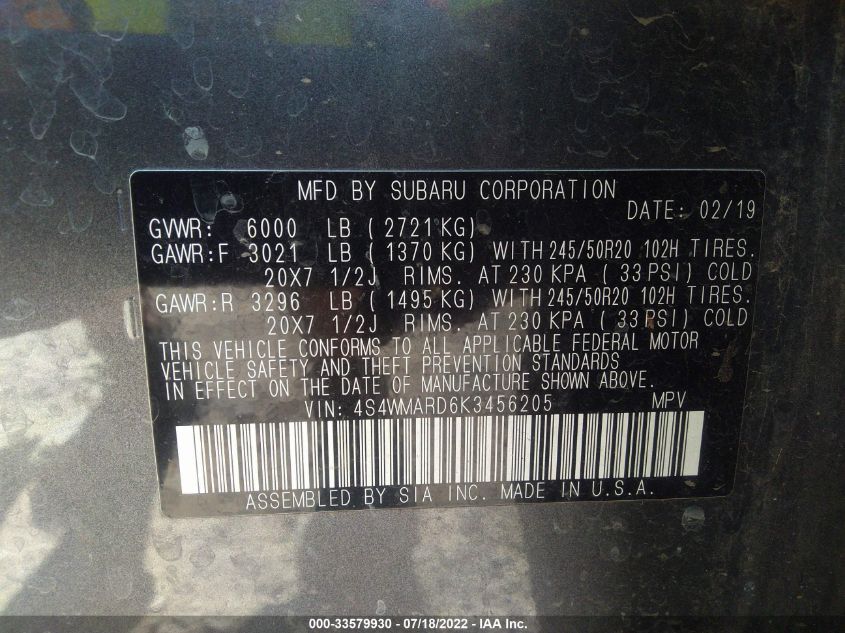 MFD BY SUBARU CORPORATION
DATE: 02/19
GVWR: 6000 LB ( 2721 KG)
GAWR:F 3021 LB ( 1370 KG) WITH 245/50R20 102H TIRES.
20X7 1/2J RIMS. AT 230 KPA ( 33 PSI) COLD
GAWR:R 3296 LB ( 1495 KG) WITH 245/50R20 102H TIRES.
20X7 1/2J RIMS. AT 230 KPA ( 33 PSI) COLD
THIS VEHICLE CONFORMS TO ALL APPLICABLE FEDERAL MOTOR
VEHICLE SAFETY AND THEFT PREVENTION STANDARDS
IN EFFECT ON THE DATE OF MANUFACTURE SHOWN ABOVE.
VIN: 4S4WMARD6K3456205 MPV
ASSEMBLED BY SIA INC. MADE IN U.S.A.
000-33579930 - 07/18/2022 - IAA Inc.